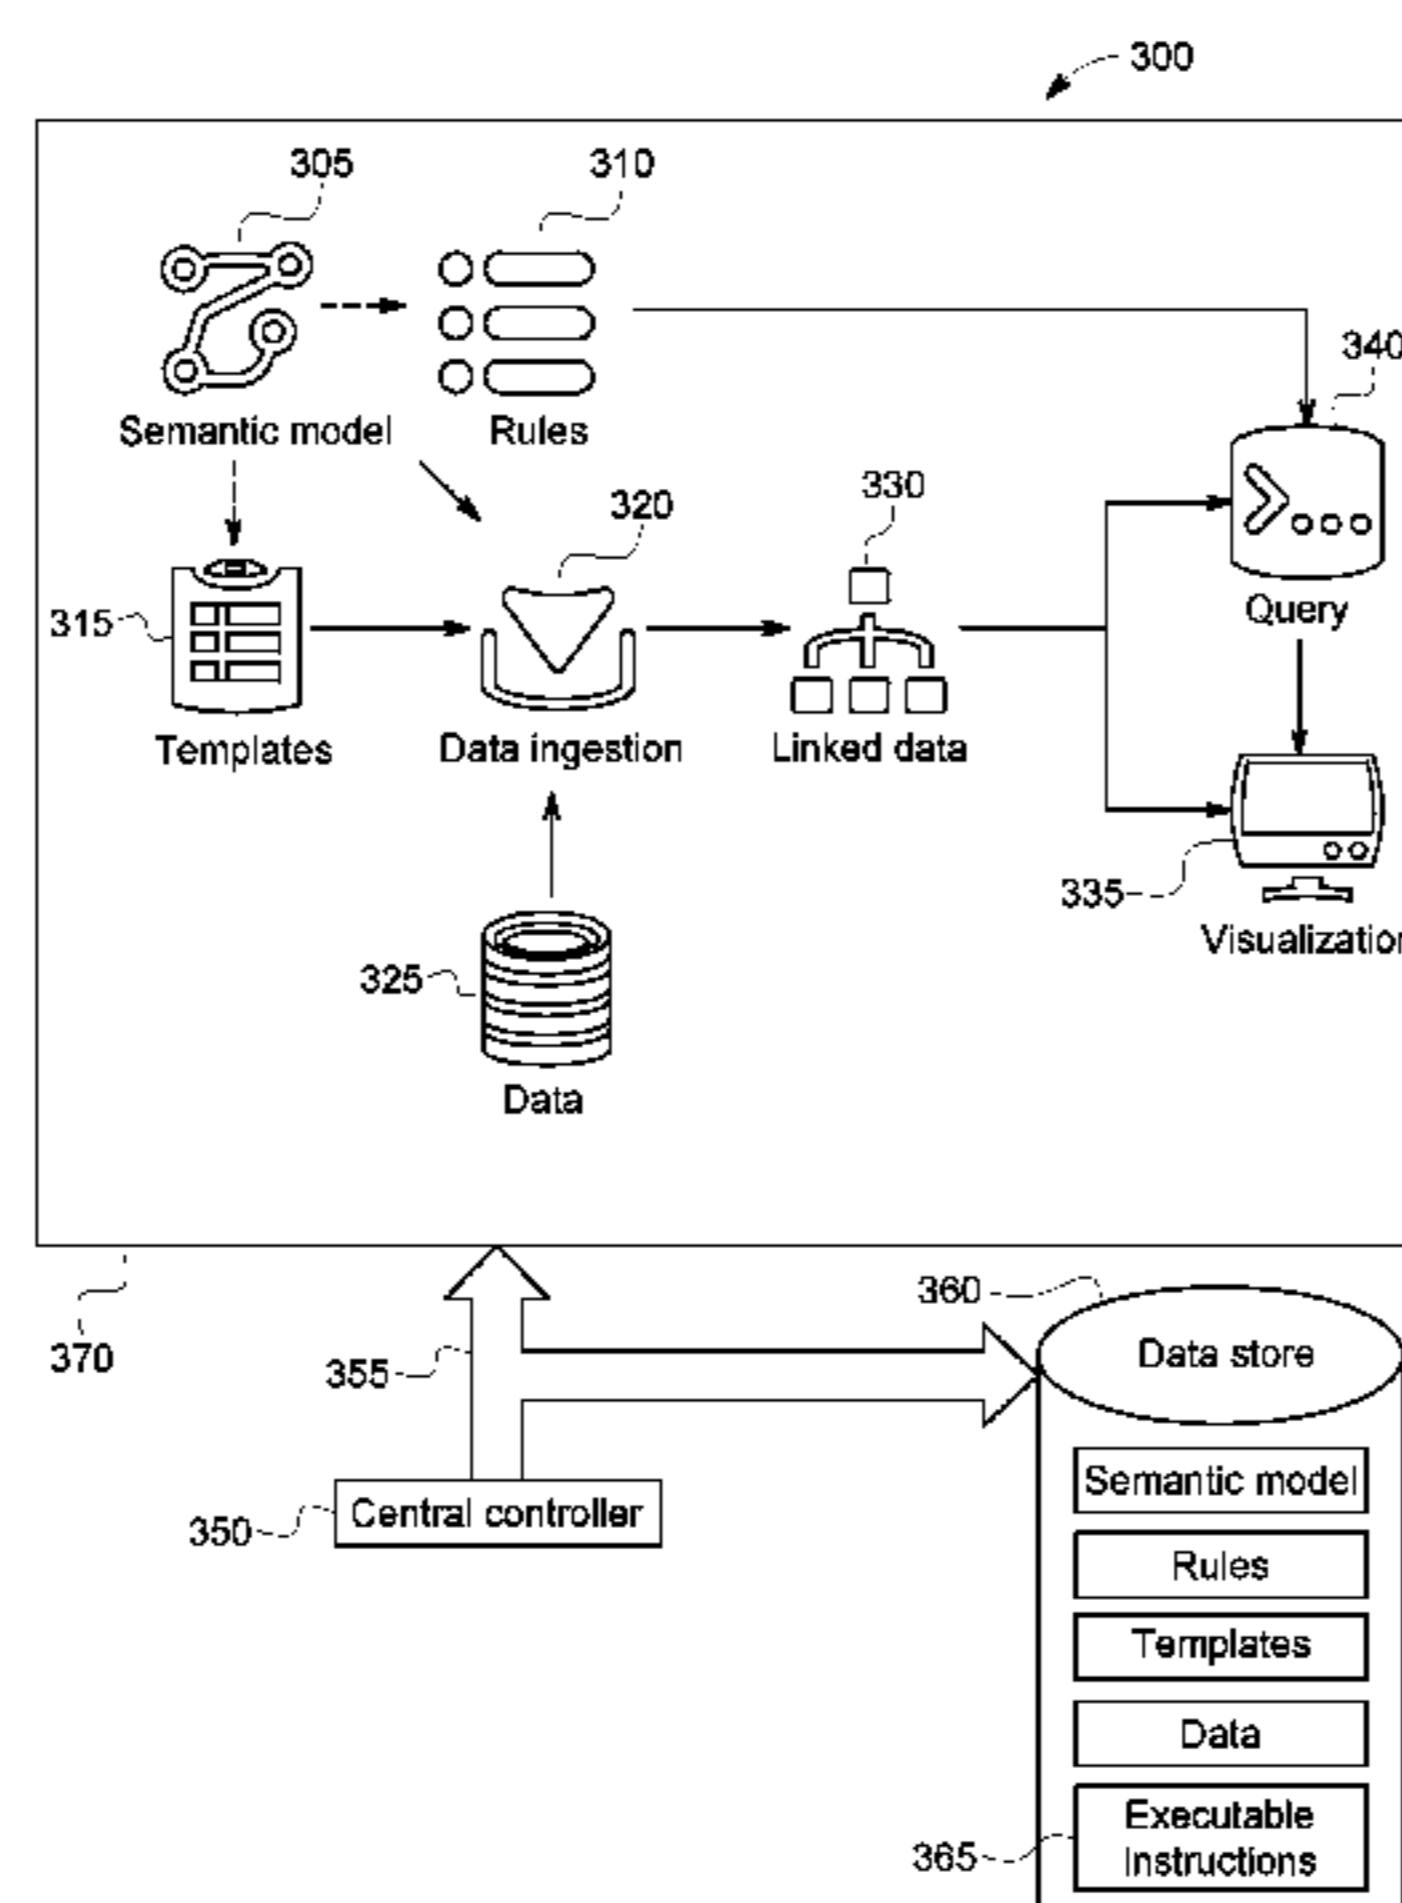 300
305
310
340
Semantic model
Rules
320
330
315
Query
Templates
Data ingestion
Linked data
335
Visualization
325
Data
360
370
355
Data store
Semantic model
350
Central controller
Rules
Templates
Data
Executable
365
instructions